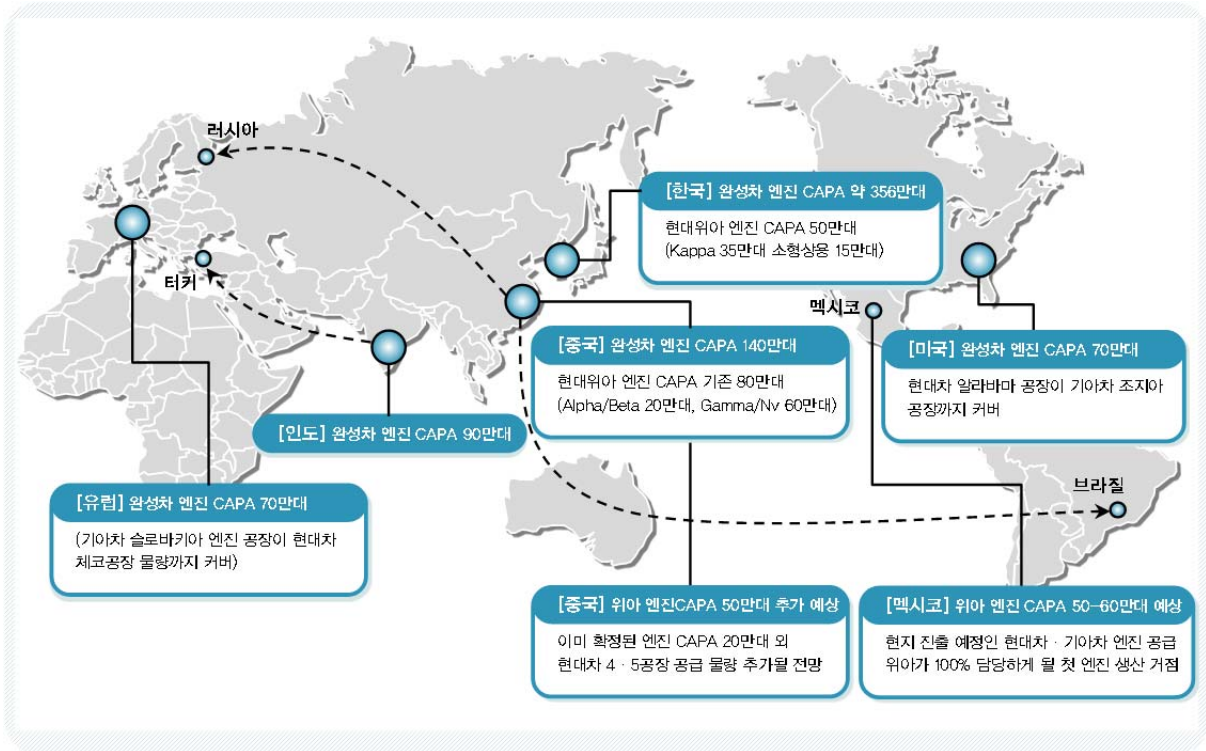 러시아
터키
[한국] 완성차 엔진 CAPA 약 356만대
현대위아 엔진 CAPA 50만대
(Kappa 35만대 소형상용 15만대)
멕시코
[중국] 완성차 엔진 CAPA 140만대
현대위아 엔진 CAPA 기존 80만대
(Alpha/Beta 20만대, Gamma/Nv 60만대)
[미국] 완성차 엔진 CAPA 70만대
현대차 알라바마 공장이 기아차 조지아
공장까지 커버
[인도] 완성차 엔진 CAPA 90만대
[유럽] 완성차 엔진 CAPA 70만대
(기아차 슬로바키아 엔진 공장이 현대차
체코공장 물량까지 커버)
브라질
[중국] 위아 엔진CAPA 50만대 추가 예상
이미 확정된 엔진 CAPA 20만대 외
현대차 4 · 5공장 공급 물량 추가될 전망
[멕시코] 위아 엔진 CAPA 50-60만대 예상
현지 진출 예정인 현대차 · 기아차 엔진 공급
위아가 100% 담당하게 될 첫 엔진 생산 거점